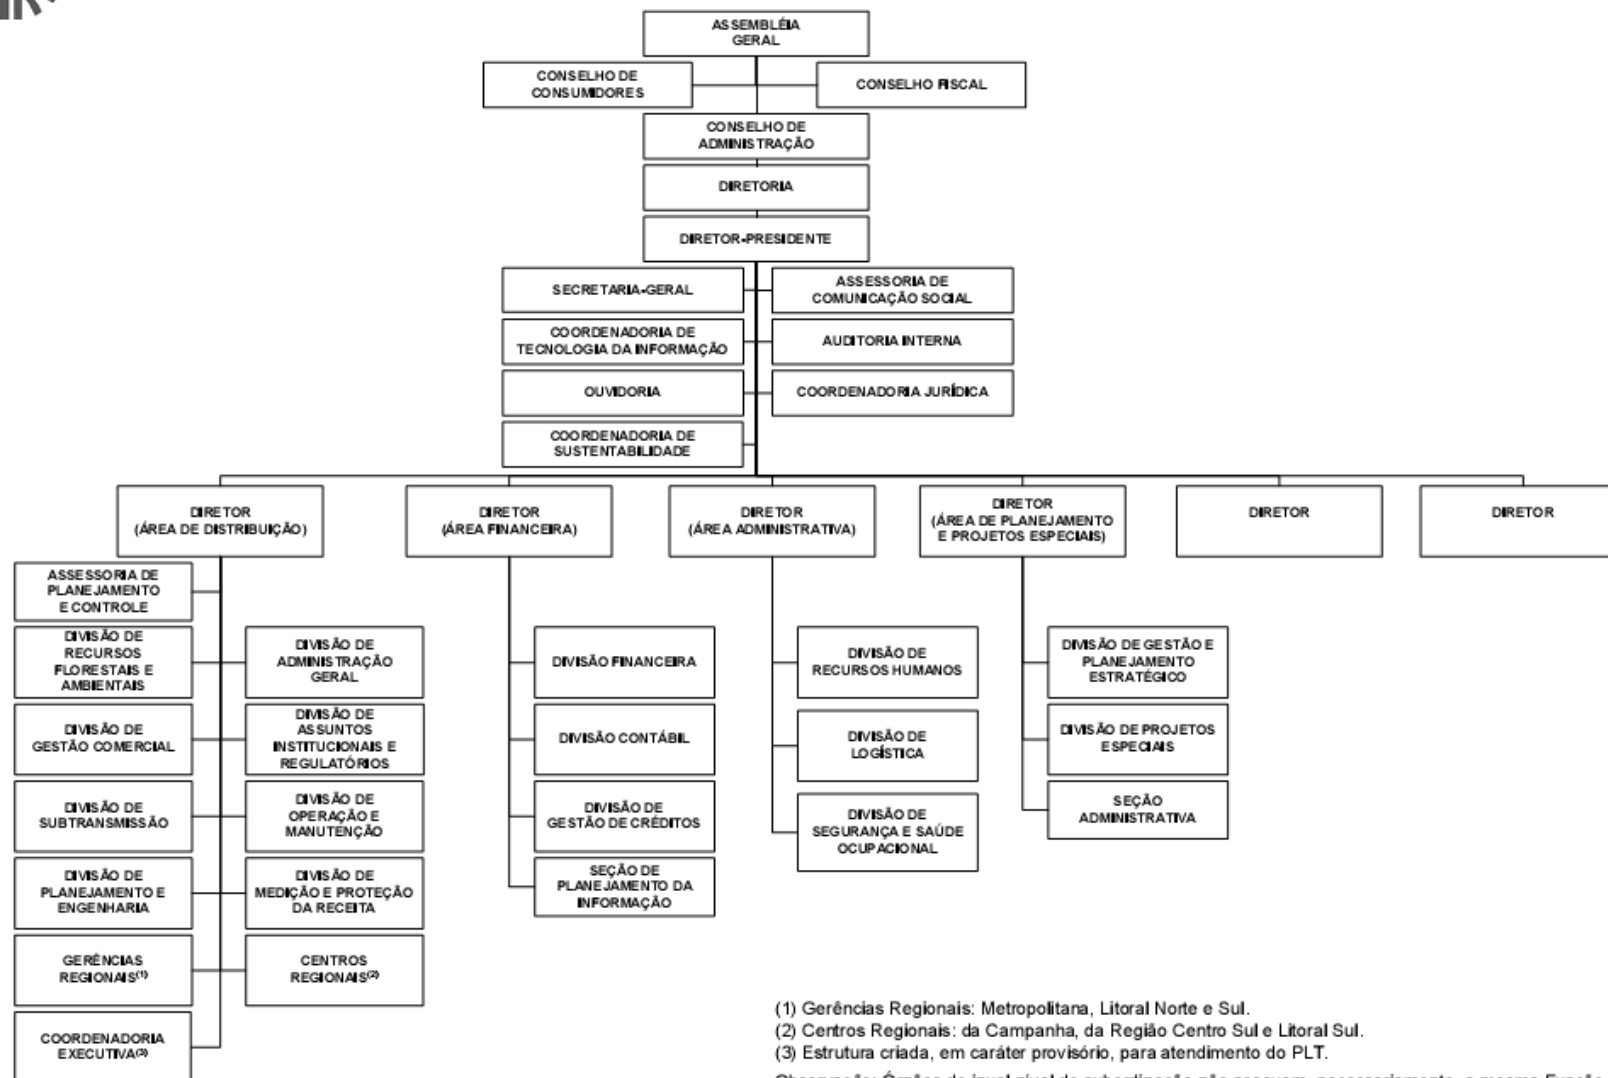 ASSEMBLÉIA
GERAL
CONSELHO DE
CONSUMIDORES
CONSELHO FISCAL
CONSELHO DE
ADMINISTRAÇÃO
DIRETORIA
DIRETOR-PRESIDENTE
SECRETARIA-GERAL
ASSESSORIA DE
COMUNICAÇÃO SOCIAL
COORDENADORIA DE
TECNOLOGIA DA INFORMAÇÃO
AUDITORIA INTERNA
OUVIDORIA
COORDENADORIA JURÍDICA
COORDENADORIA DE
SUSTENTABILIDADE
DIRETOR
(ÁREA DE DISTRIBUIÇÃO)
DIRETOR
(ÁREA FINANCEIRA)
DIRETOR
(ÁREA ADMINISTRATIVA)
DIRETOR
(ÁREA DE PLANEJAMENTO
E PROJETOS ESPECIAIS)
DIRETOR
DIRETOR
ASSESSORIA DE
PLANEJAMENTO
E CONTROLE
DIVISÃO DE
RECURSOS
FLORESTAIS E
AMBIENTAIS
DIVISÃO DE
ADMINISTRAÇÃO
GERAL
DIVISÃO DE
GESTÃO COMERCIAL
DIVISÃO DE
ASSUNTOS
INSTITUCIONAIS E
REGULATÓRIOS
DIVISÃO DE
SUBTRANSMISSÃO
DIVISÃO DE
OPERAÇÃO E
MANUTENÇÃO
DIVISÃO DE
PLANEJAMENTO E
ENGENHARIA
DIVISÃO DE
MEDIÇÃO E PROTEÇÃO
DA RECEITA
GERÊNCIAS
REGIONAIS(1)
CENTROS
REGIONAIS(2)
COORDENADORIA
EXECUTIVA(3)
DIVISÃO FINANCEIRA
DIVISÃO CONTÁBIL
DIVISÃO DE
GESTÃO DE CRÉDITOS
SEÇÃO DE
PLANEJAMENTO DA
INFORMAÇÃO
DIVISÃO DE
RECURSOS HUMANOS
DIVISÃO DE
LOGÍSTICA
DIVISÃO DE
SEGURANÇA E SAÚDE
OCUPACIONAL
DIVISÃO DE GESTÃO E
PLANEJAMENTO
ESTRATÉGICO
DIVISÃO DE PROJETOS
ESPECIAIS
SEÇÃO
ADMINISTRATIVA
(1) Gerências Regionais: Metropolitana, Litoral Norte e Sul.
(2) Centros Regionais: da Campanha, da Região Centro Sul e Litoral Sul.
(3) Estrutura criada, em caráter provisório, para atendimento do PLT.